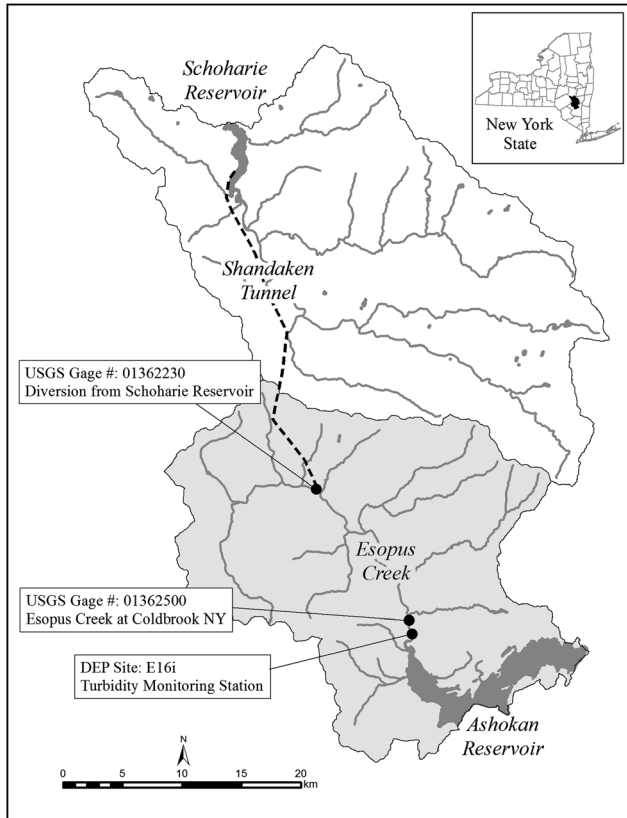 Schoharie
Reservoir
New York
State
Shandaken
Tunnel
USGS Gage #: 01362230
Diversion from Schoharie Reservoir
Esopus
Creek
USGS Gage #: 01362500
Esopus Creek at Coldbrook NY
DEP Site: E16i
Turbidity Monitoring Station
Ashokan
Reservoir
N
0 5 10 15 20
km